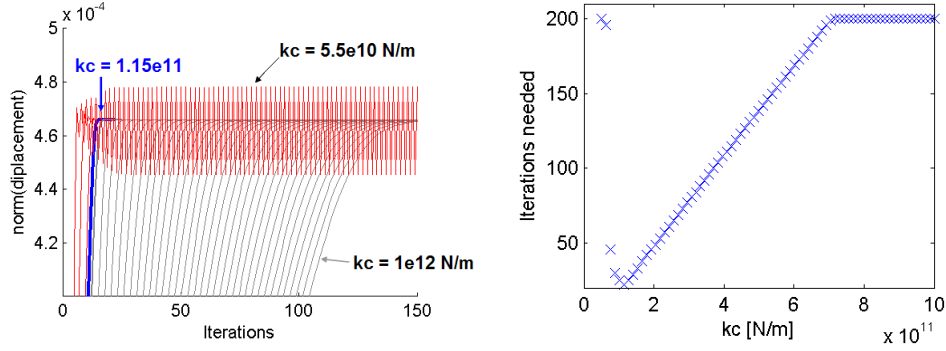 x 10⁻⁴
5
4.8
4.6
4.4
4.2
norm(diplacement)
kc = 5.5e10 N/m
kc = 1.15e11
kc = 1e12 N/m
0
50
100
150
Iterations
200
150
100
50
Iterations needed
0
2
4
6
8
10
kc [N/m]
x 10¹¹